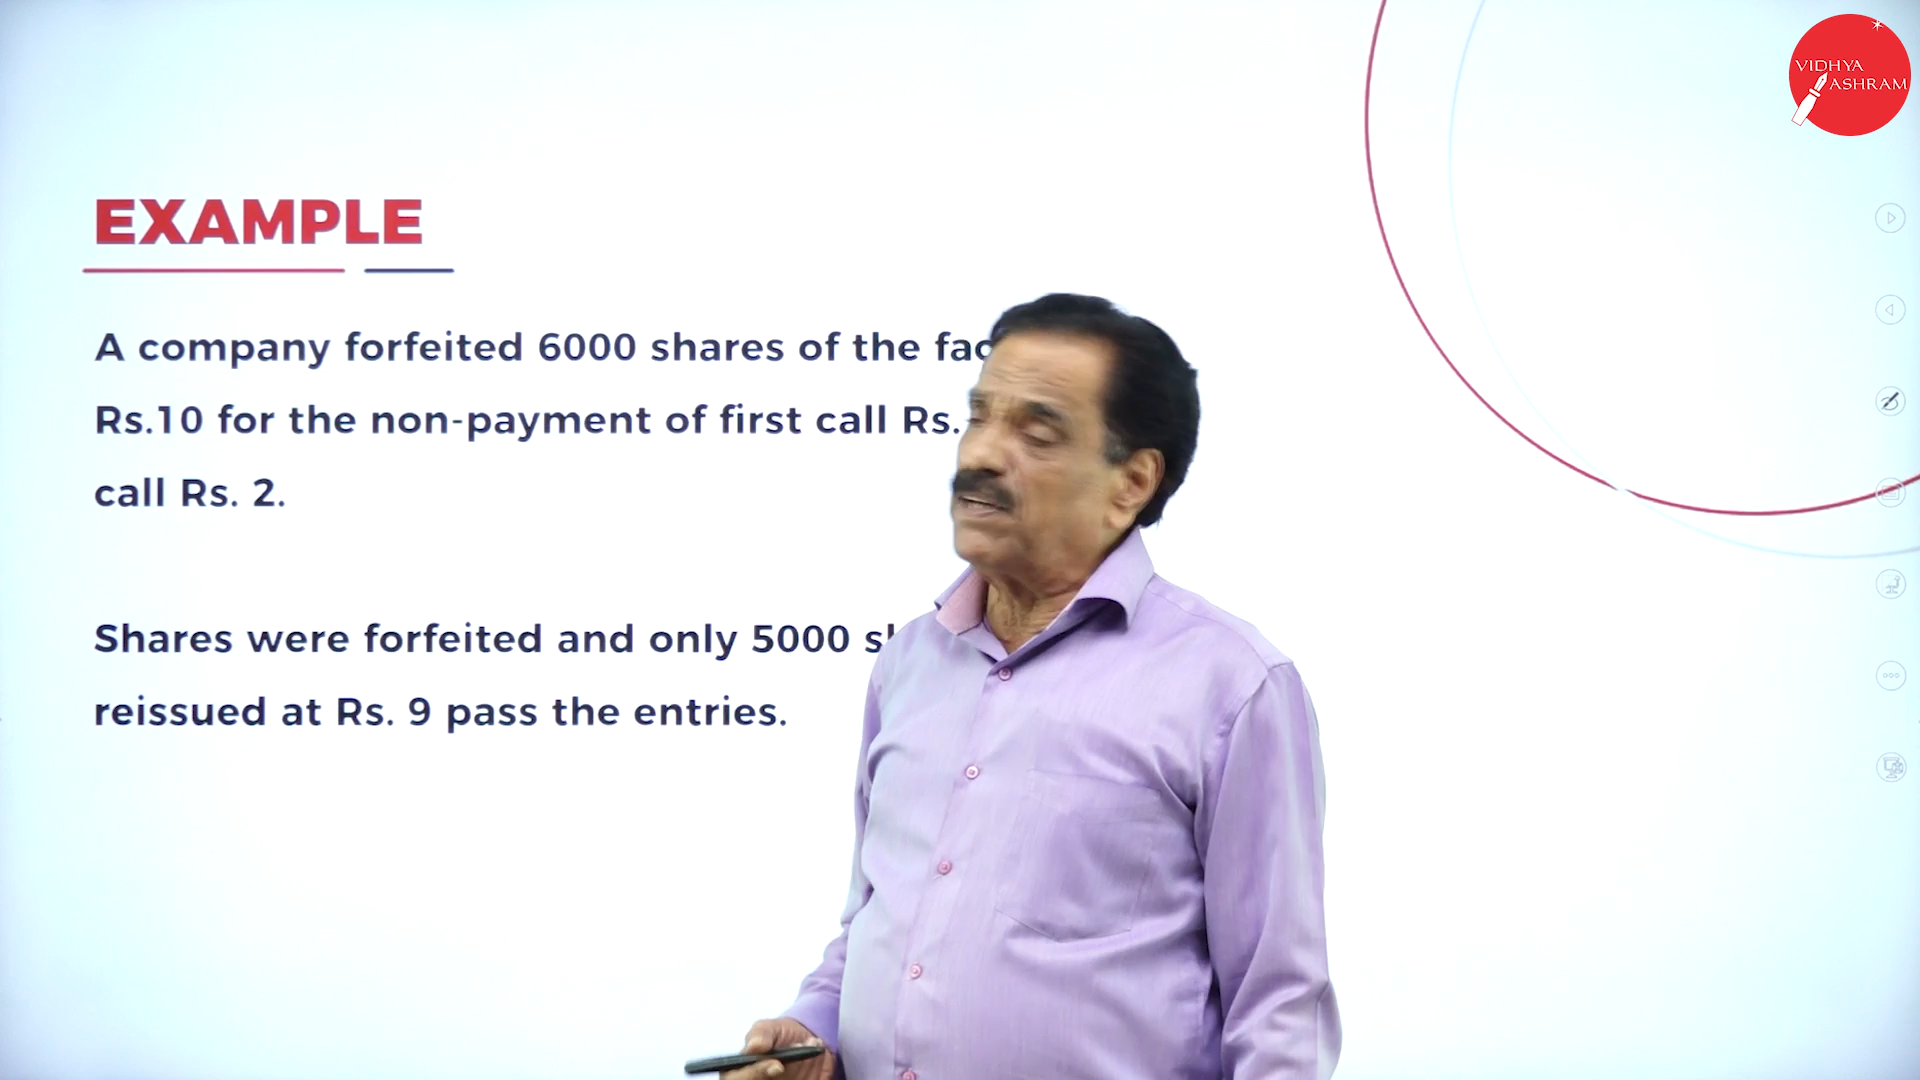 VIDHYA
ASHRAM
EXAMPLE
A company forfeited 6000 shares of the
Rs.10 for the non-payment of first call Rs.
call Rs. 2.
Shares were forfeited and only 5000
reissued at Rs. 9 pass the entries.